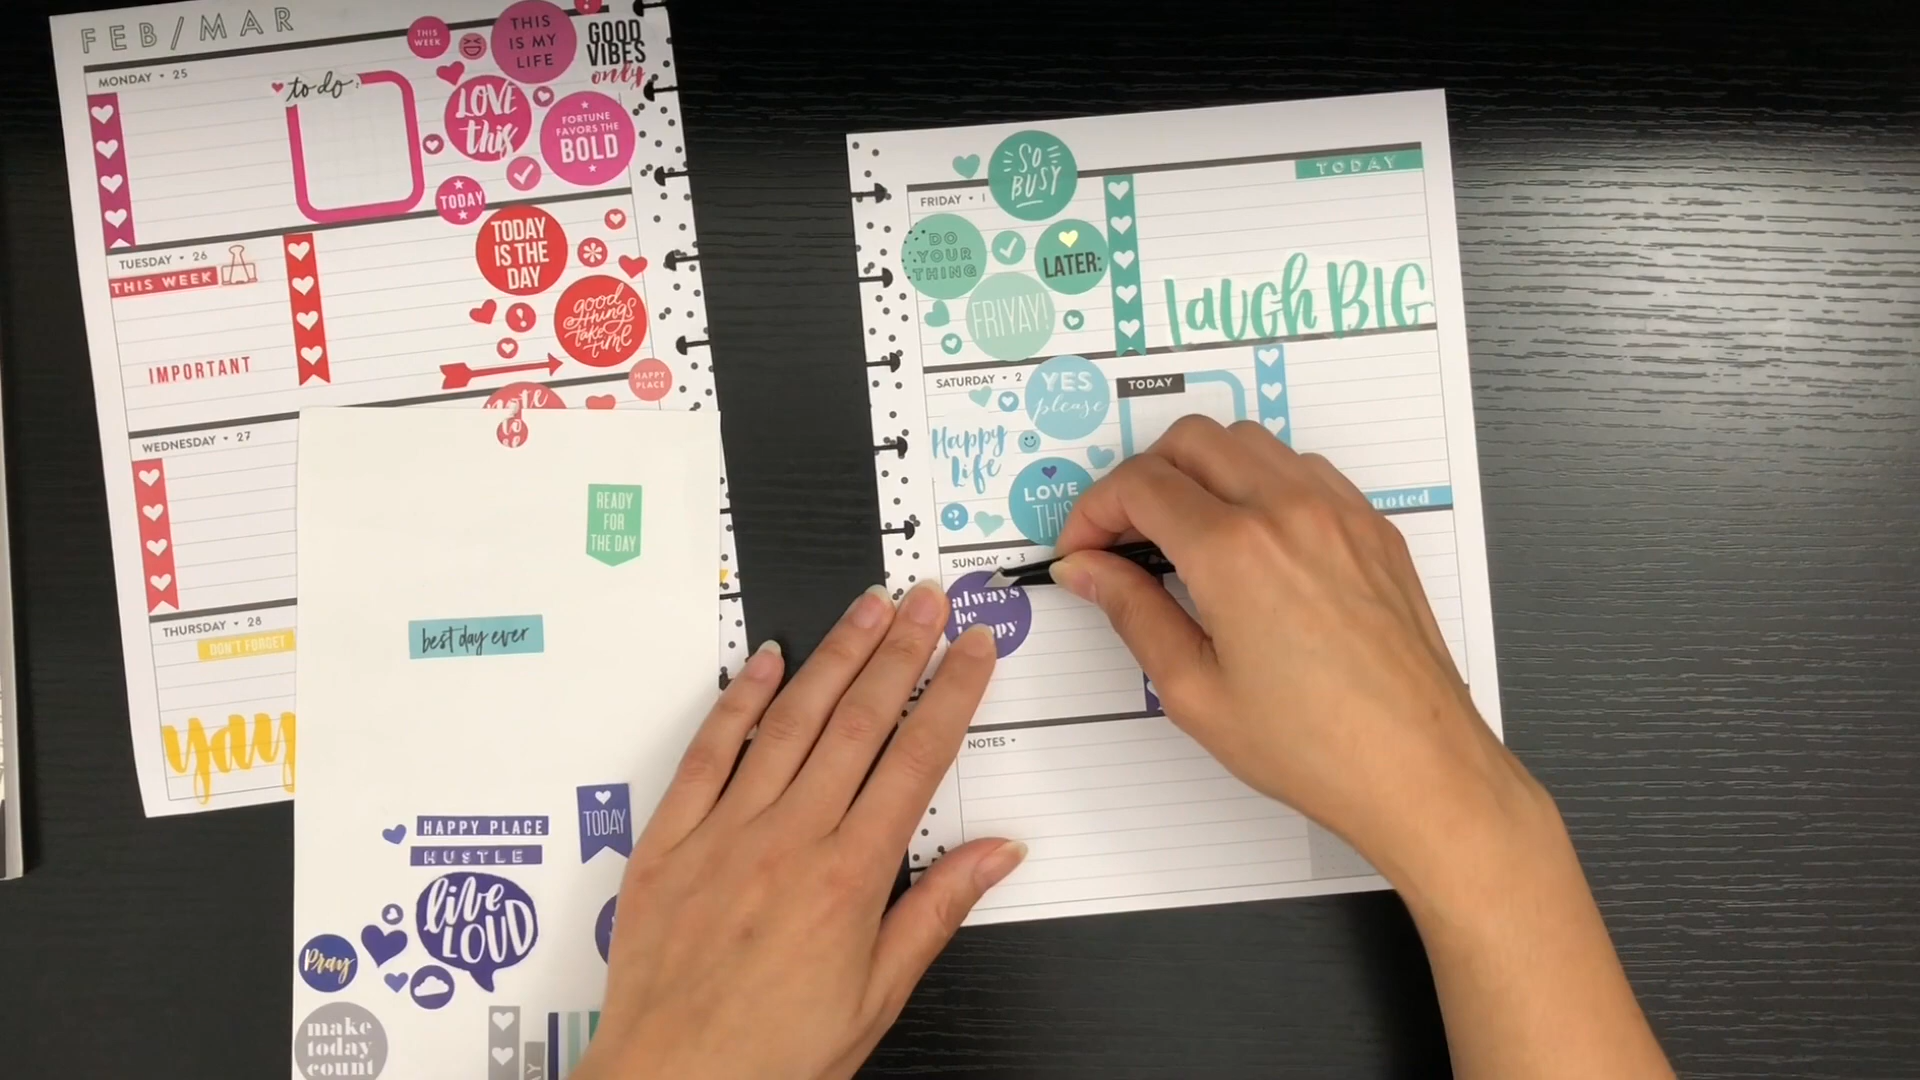 FEB/MAR
MONDAY • 25
to do:
THIS
WEEK
THIS
IS MY
LIFE
GOOD
VIBES
only
LOVE
this
FORTUNE
FAVORS THE
BOLD
TODAY
TUESDAY • 26
THIS WEEK
IMPORTANT
TODAY
IS THE
DAY
good
things
take
time
HAPPY
PLACE
note
to
WEDNESDAY • 27
THURSDAY • 28
DON'T FORGET
yay
READY
FOR
THE DAY
best day ever
HAPPY PLACE
HUSTLE
TODAY
live
LOUD
Pray
make
today
count
SO
BUSY
TODAY
FRIDAY • 1
DO
YOUR
THING
LATER:
FRIYAY!
laugh BIG
SATURDAY • 2
YES
please
TODAY
Happy
Life
LOVE
THIS
noted
SUNDAY • 3
always
be
happy
NOTES